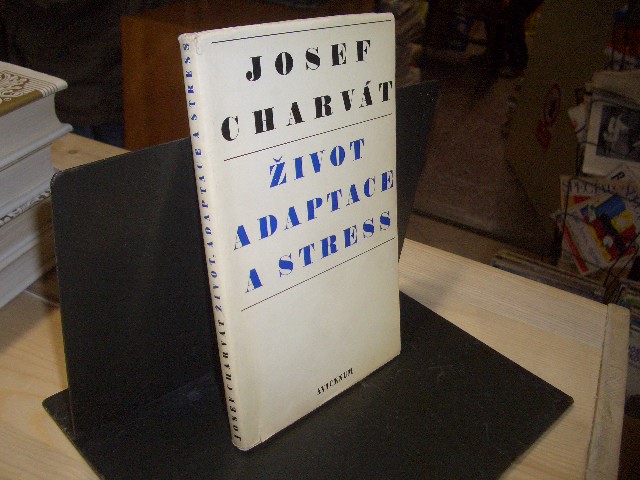 JOSEF
CHARVÁT
ŽIVOT
ADAPTACE
A STRESS
AVICENUM
JOSEF CHARVÁT ŽIVOT, ADAPTACE A STRESS